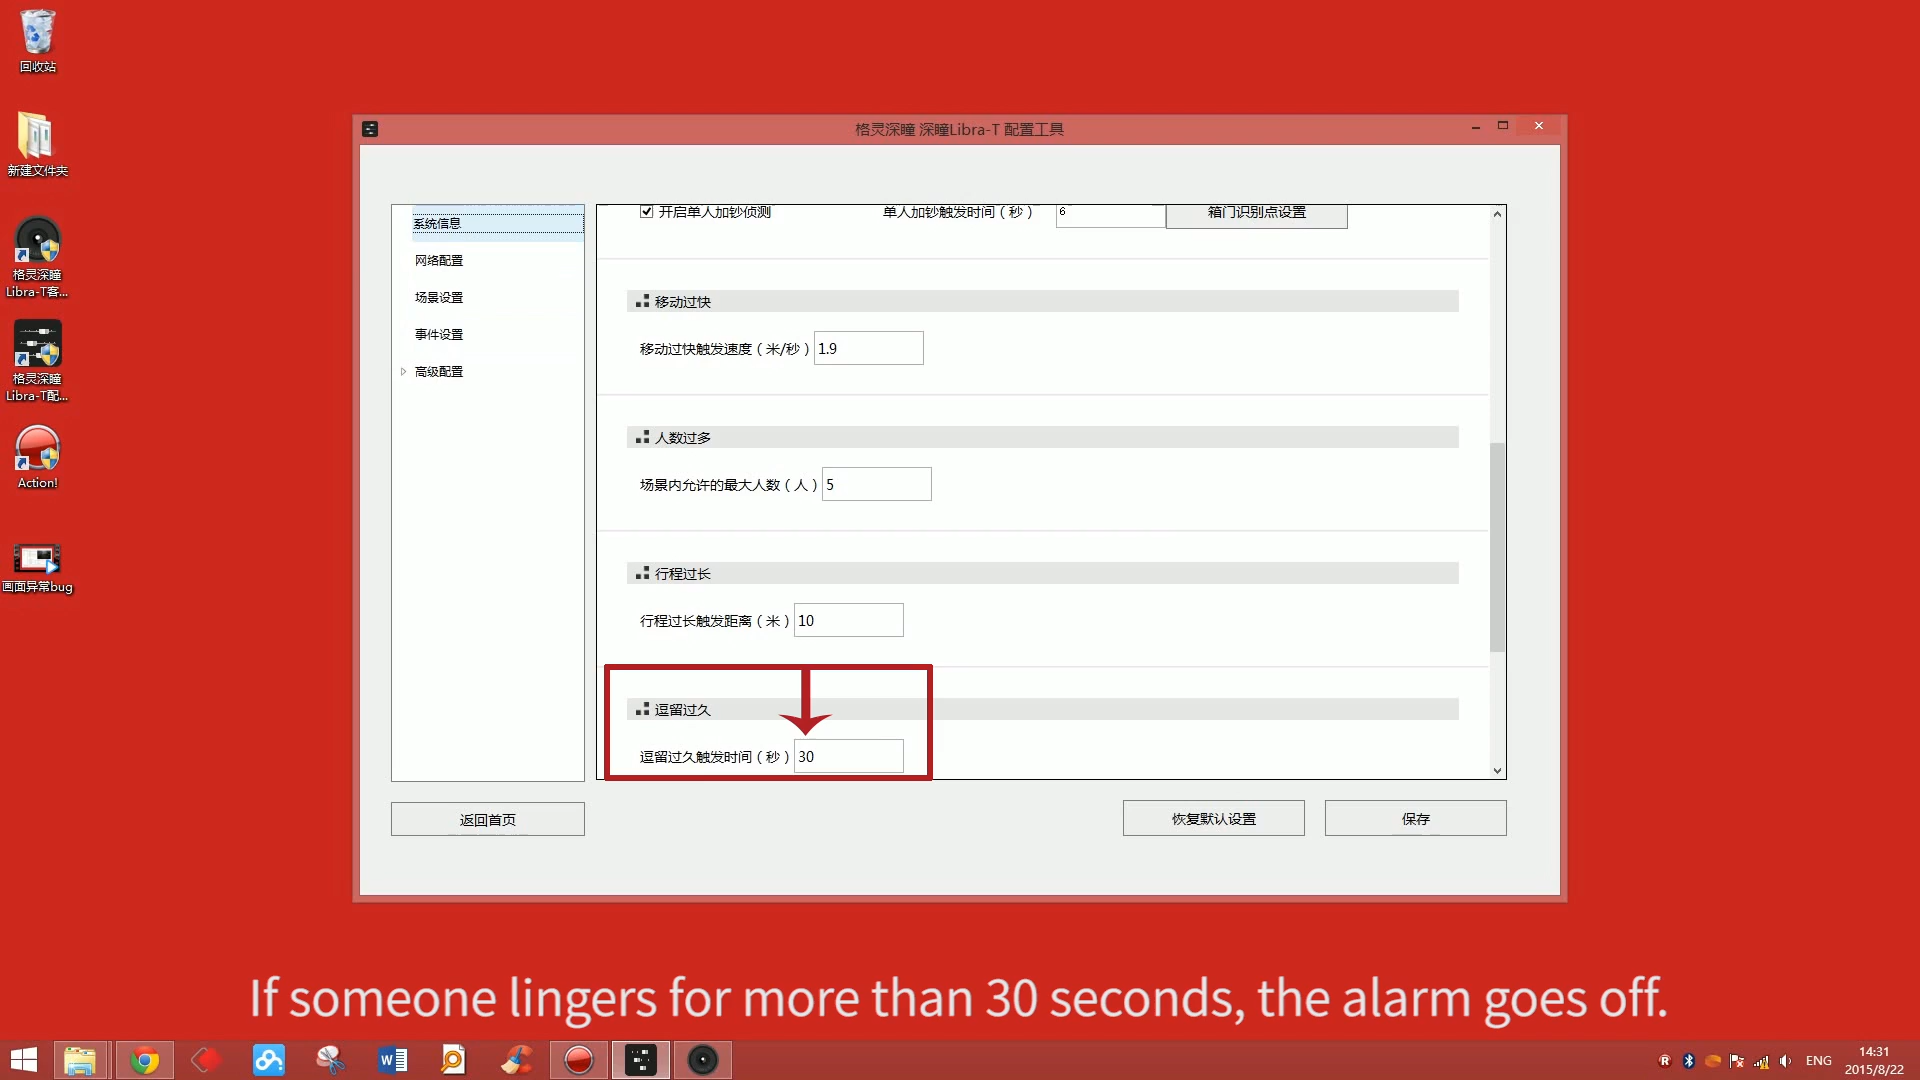 回收站
新建文件夹
格灵深瞳
Libra-T客...
格灵深瞳
Libra-T配...
Action!
画面异常bug
格灵深瞳 深瞳Libra-T 配置工具
系统信息
网络配置
场景设置
事件设置
高级配置
开启单人加钞侦测 单人加钞触发时间（秒） 6 箱门识别点设置
移动过快
移动过快触发速度（米/秒） 1.9
人数过多
场景内允许的最大人数（人） 5
行程过长
行程过长触发距离（米） 10
逗留过久
逗留过久触发时间（秒） 30
返回首页 恢复默认设置 保存
If someone lingers for more than 30 seconds, the alarm goes off.
ENG
14:31
2015/8/22